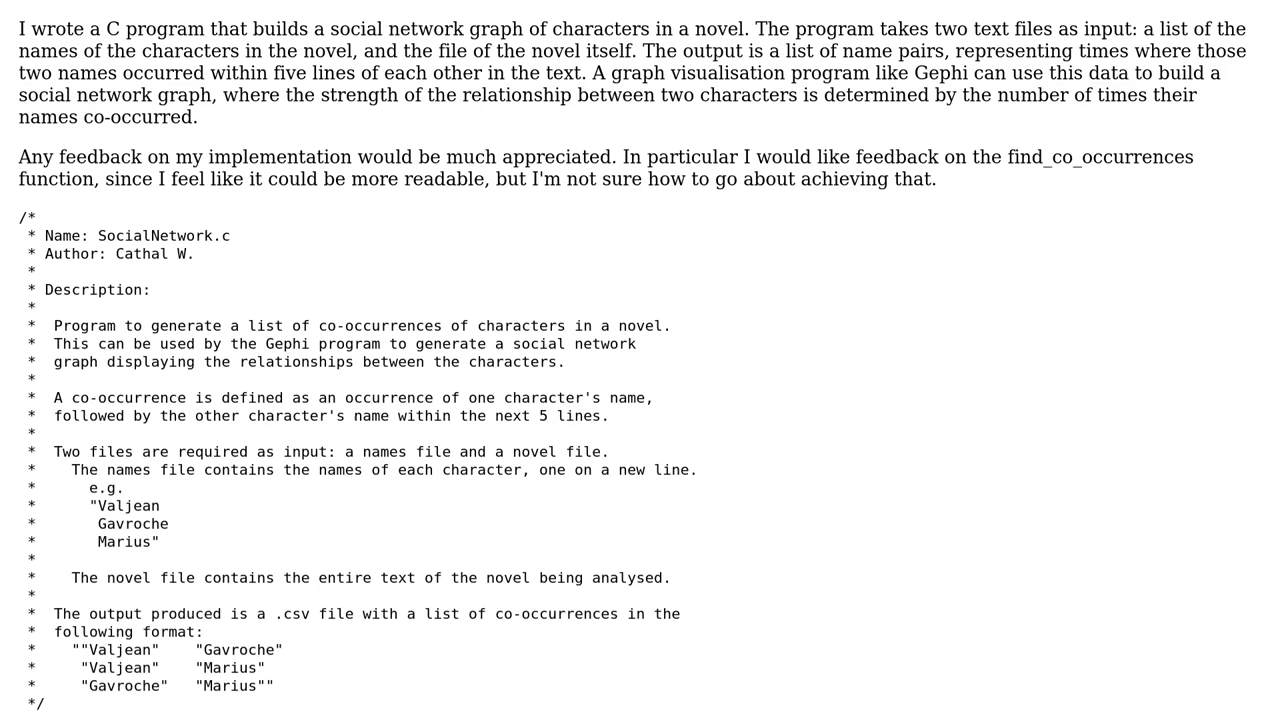 I wrote a C program that builds a social network graph of characters in a novel. The program takes two text files as input: a list of the
names of the characters in the novel, and the file of the novel itself. The output is a list of name pairs, representing times where those
two names occurred within five lines of each other in the text. A graph visualisation program like Gephi can use this data to build a
social network graph, where the strength of the relationship between two characters is determined by the number of times their
names co-occurred.
Any feedback on my implementation would be much appreciated. In particular I would like feedback on the find_co_occurrences
function, since I feel like it could be more readable, but I'm not sure how to go about achieving that.
/*
 * Name: SocialNetwork.c
 * Author: Cathal W.
 *
 * Description:
 *
 *  Program to generate a list of co-occurrences of characters in a novel.
 *  This can be used by the Gephi program to generate a social network
 *  graph displaying the relationships between the characters.
 *
 *  A co-occurrence is defined as an occurrence of one character's name,
 *  followed by the other character's name within the next 5 lines.
 *
 *  Two files are required as input: a names file and a novel file.
 *    The names file contains the names of each character, one on a new line.
 *      e.g.
 *      "Valjean
 *       Gavroche
 *       Marius"
 *
 *    The novel file contains the entire text of the novel being analysed.
 *
 *  The output produced is a .csv file with a list of co-occurrences in the
 *  following format:
 *    ""Valjean"    "Gavroche"
 *     "Valjean"    "Marius"
 *     "Gavroche"   "Marius""
 */